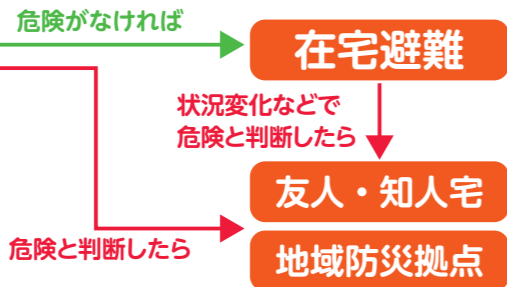 危険がなければ
在宅避難
状況変化などで
危険と判断したら
友人・知人宅
危険と判断したら
地域防災拠点